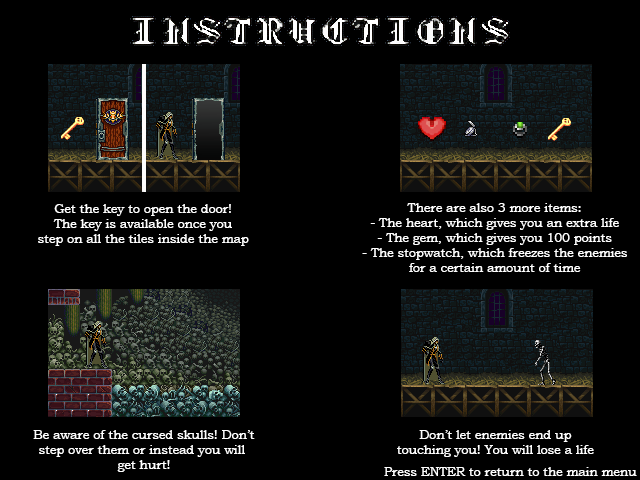 INSTRUCTIONS
Get the key to open the door!
The key is available once you
step on all the tiles inside the map
There are also 3 more items:
- The heart, which gives you an extra life
- The gem, which gives you 100 points
- The stopwatch, which freezes the enemies
for a certain amount of time
Be aware of the cursed skulls! Don't
step over them or instead you will
get hurt!
Don't let enemies end up
touching you! You will lose a life
Press ENTER to return to the main menu